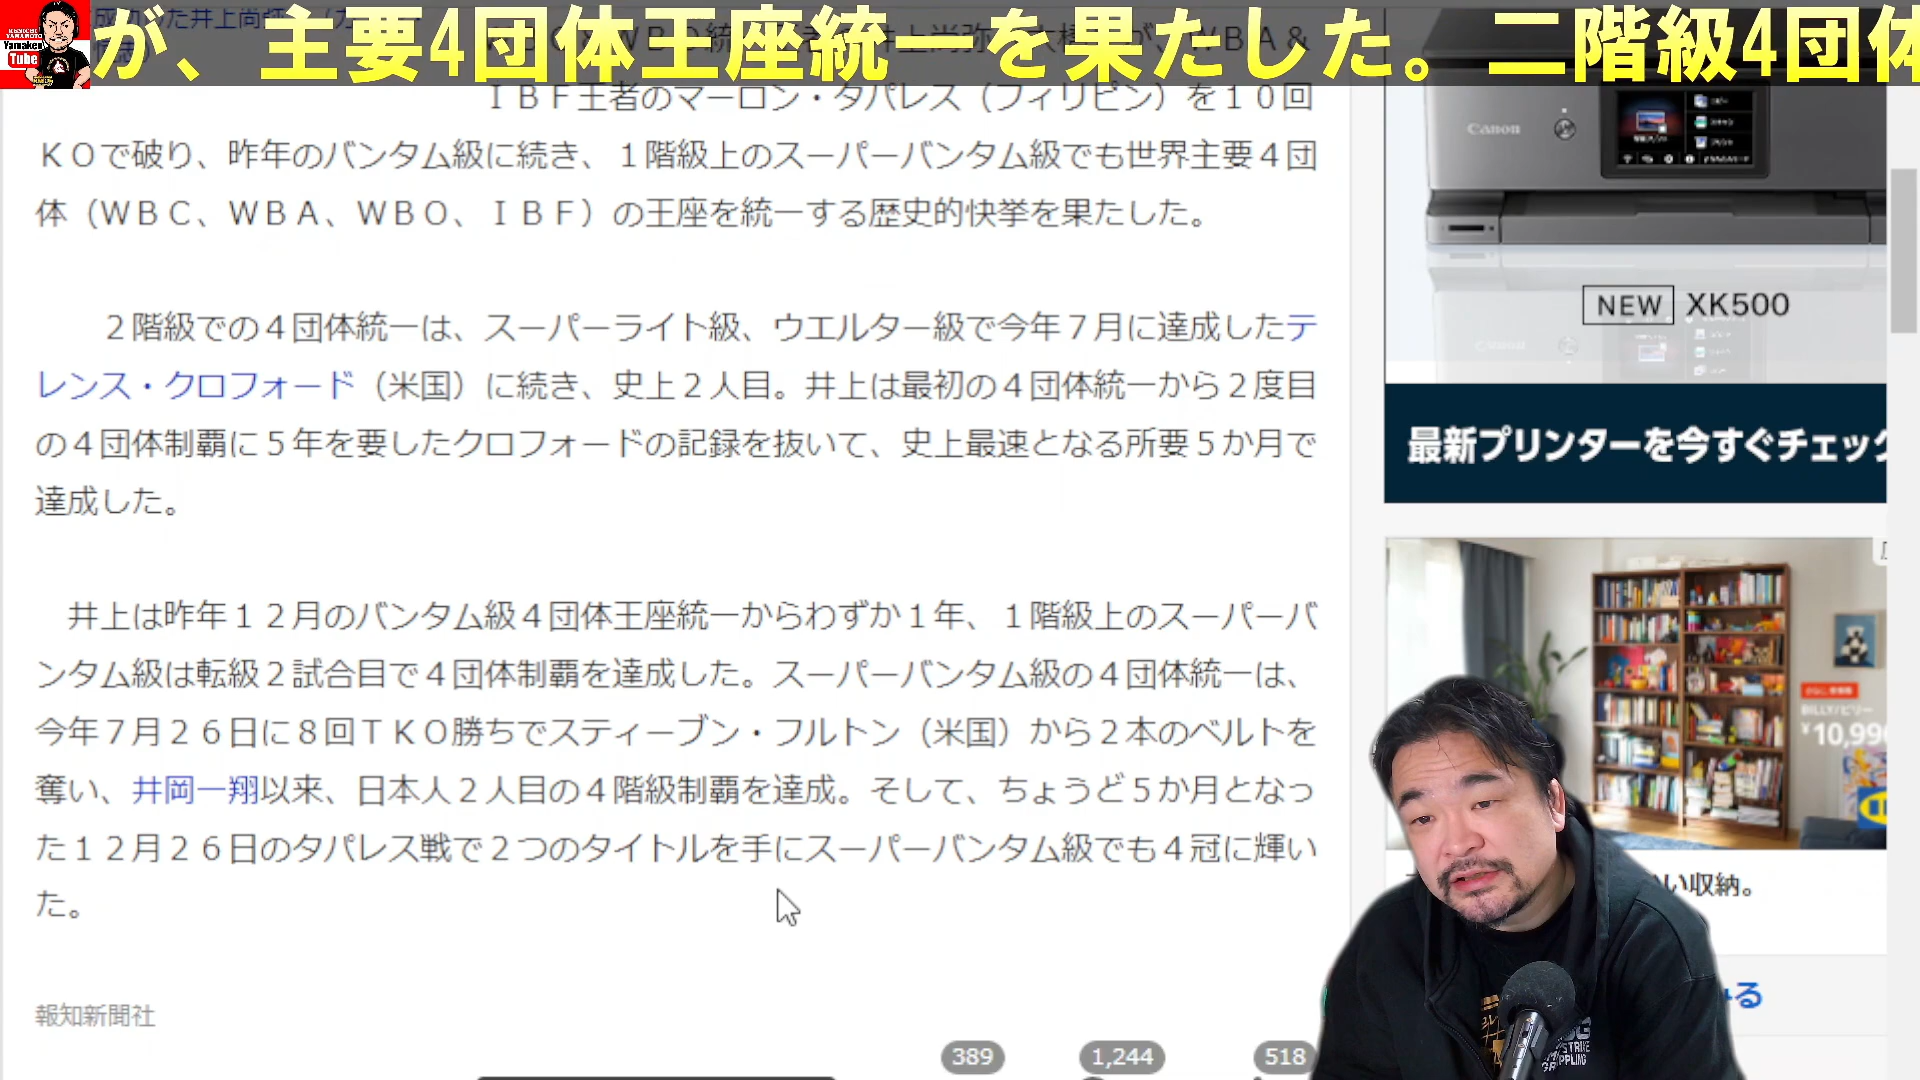 KENICHI
YAMAMOTO
Yamaken
Tube
が、主要4団体王座統一を果たした。二階級4団体
ＩＢＦ王者のマーロン・タパレス（フィリピン）を１０回
ＫＯで破り、昨年のバンタム級に続き、１階級上のスーパーバンタム級でも世界主要４団
体（ＷＢＣ、ＷＢＡ、ＷＢＯ、ＩＢＦ）の王座を統一する歴史的快挙を果たした。
２階級での４団体統一は、スーパーライト級、ウエルター級で今年７月に達成したテ
レンス・クロフォード（米国）に続き、史上２人目。井上は最初の４団体統一から２度目
の４団体制覇に５年を要したクロフォードの記録を抜いて、史上最速となる所要５か月で
達成した。
井上は昨年１２月のバンタム級４団体王座統一からわずか１年、１階級上のスーパーバ
ンタム級は転級２試合目で４団体制覇を達成した。スーパーバンタム級の４団体統一は、
今年７月２６日に８回ＴＫＯ勝ちでスティーブン・フルトン（米国）から２本のベルトを
奪い、井岡一翔以来、日本人２人目の４階級制覇を達成。そして、ちょうど５か月となっ
た１２月２６日のタパレス戦で２つのタイトルを手にスーパーバンタム級でも４冠に輝い
た。
報知新聞社
389 1,244 518
Canon
NEW XK500
最新プリンターを今すぐチェック
BILLY/ビリー
¥10,990
い収納。
みる